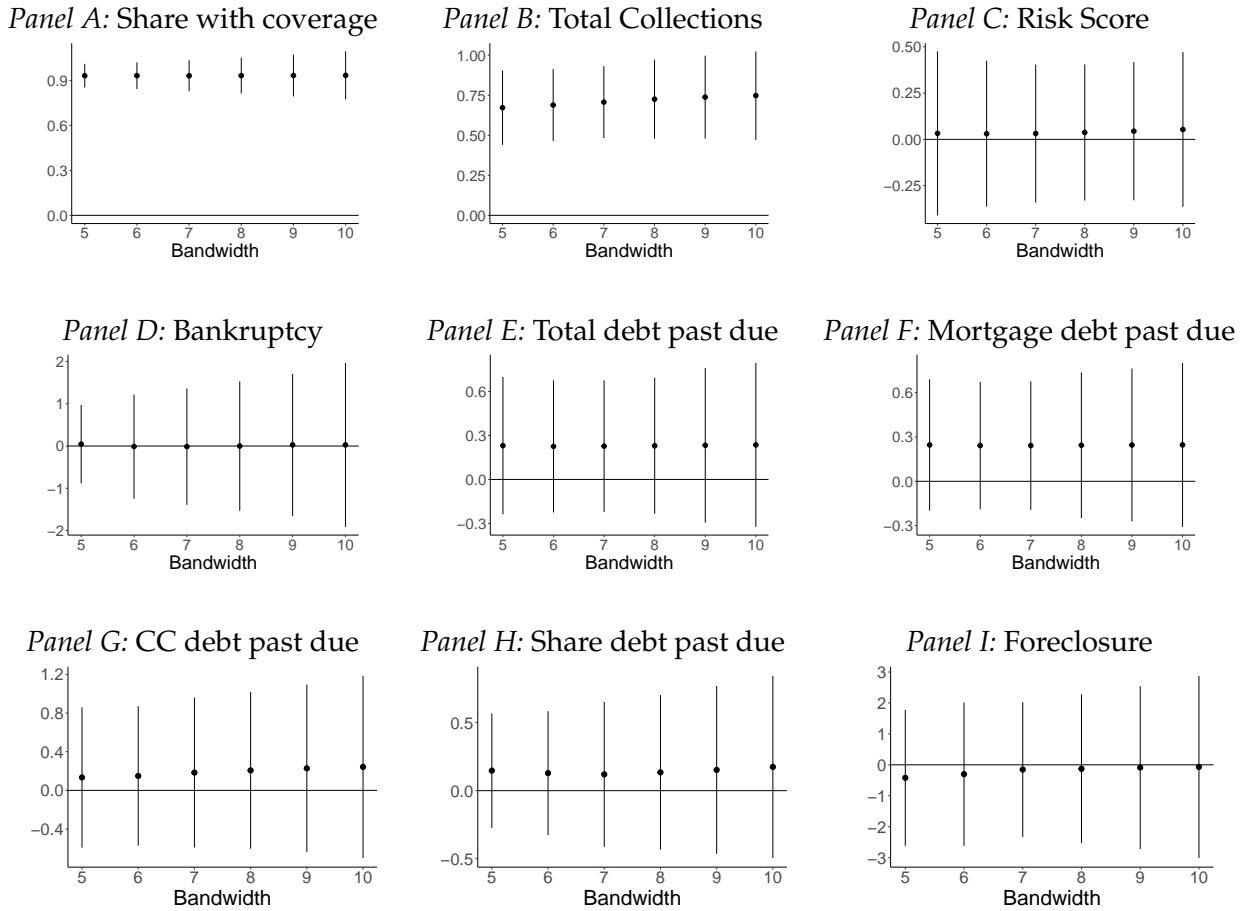 Panel A: Share with coverage
0.9
0.6
0.3
0.0
5 6 7 8 9 10
Bandwidth
Panel B: Total Collections
1.00
0.75
0.50
0.25
0.00
5 6 7 8 9 10
Bandwidth
Panel C: Risk Score
0.50
0.25
0.00
−0.25
5 6 7 8 9 10
Bandwidth
Panel D: Bankruptcy
2
1
0
−1
−2
5 6 7 8 9 10
Bandwidth
Panel E: Total debt past due
0.6
0.3
0.0
−0.3
5 6 7 8 9 10
Bandwidth
Panel F: Mortgage debt past due
0.6
0.3
0.0
−0.3
5 6 7 8 9 10
Bandwidth
Panel G: CC debt past due
1.2
0.8
0.4
0.0
−0.4
5 6 7 8 9 10
Bandwidth
Panel H: Share debt past due
0.5
0.0
−0.5
5 6 7 8 9 10
Bandwidth
Panel I: Foreclosure
3
2
1
0
−1
−2
−3
5 6 7 8 9 10
Bandwidth